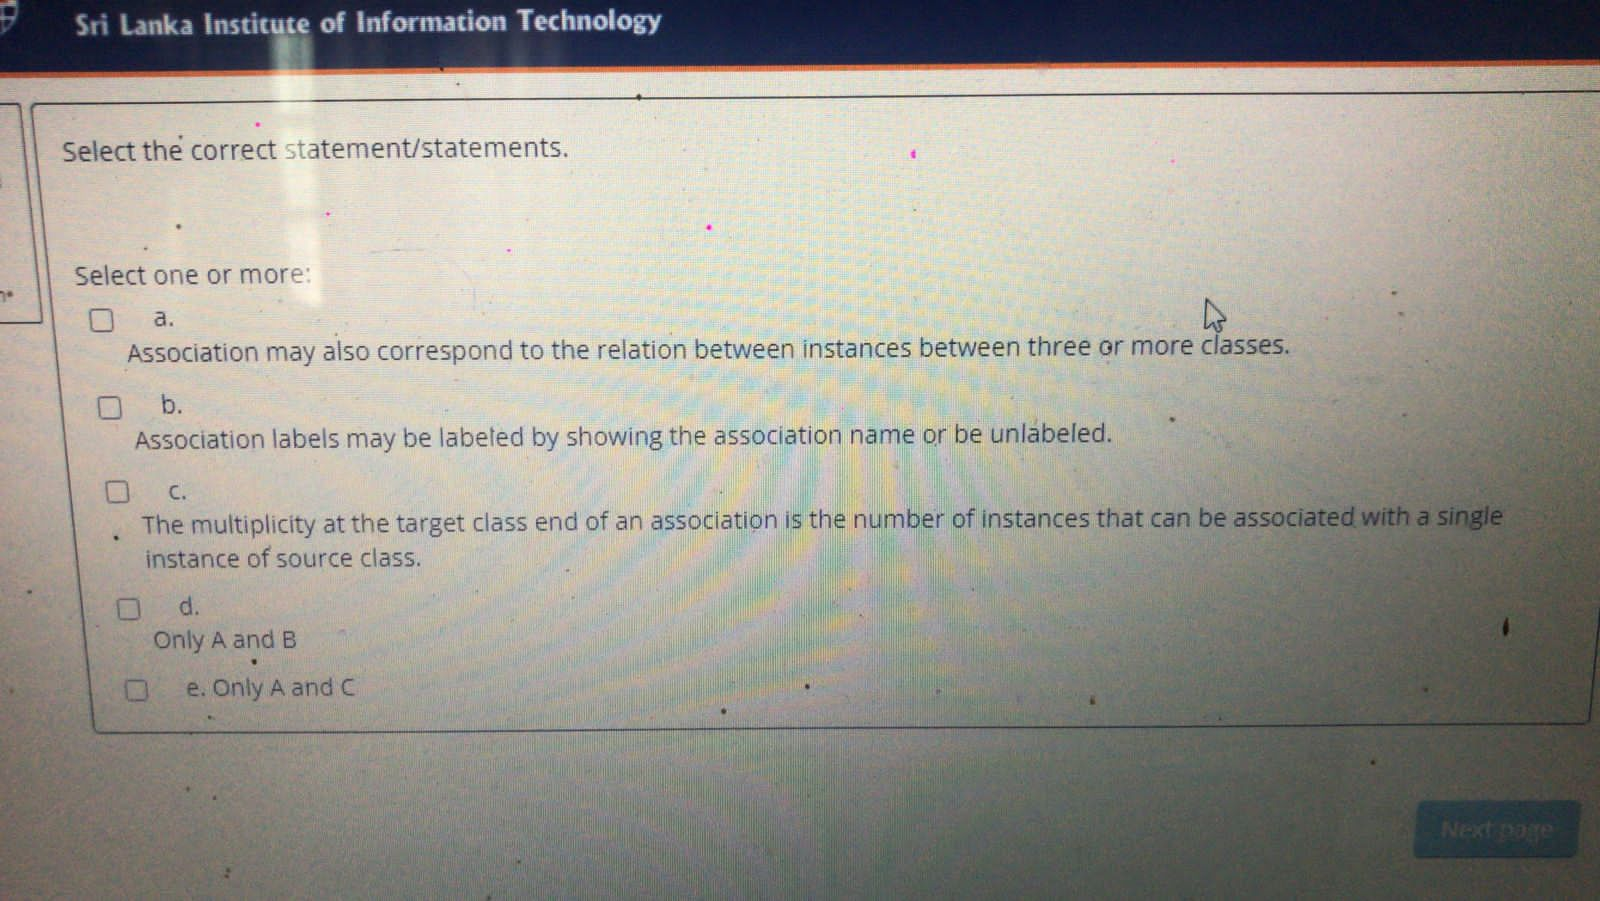 Sri Lanka Institute of Information Technology
Select the correct statement/statements.
Select one or more:
a.
Association may also correspond to the relation between instances between three or more classes.
b.
Association labels may be labeled by showing the association name or be unlabeled.
c.
The multiplicity at the target class end of an association is the number of instances that can be associated with a single
instance of source class.
d.
Only A and B
e. Only A and C
Next page